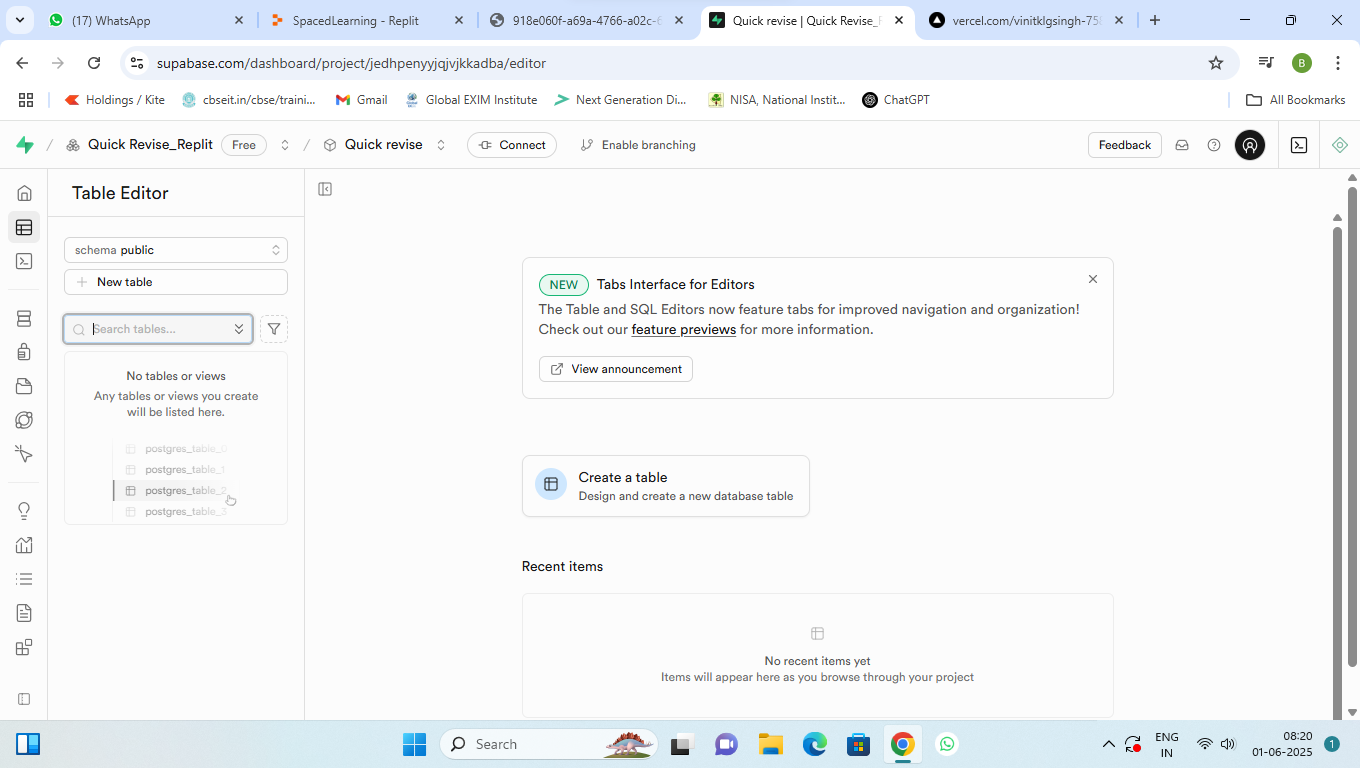 (17) WhatsApp
SpacedLearning - Replit
918e060f-a69a-4766-a02c-6
Quick revise | Quick Revise_R
vercel.com/vinitklgsingh-758
supabase.com/dashboard/project/jedhpenyyjqjvjkkadba/editor
B
Holdings / Kite
cbseit.in/cbse/traini...
Gmail
Global EXIM Institute
Next Generation Di...
NISA, National Instit...
ChatGPT
All Bookmarks
Quick Revise_Replit
Free
Quick revise
Connect
Enable branching
Feedback
Table Editor
schema public
New table
Search tables...
No tables or views
Any tables or views you create
will be listed here.
postgres_table_0
postgres_table_1
postgres_table_2
postgres_table_3
NEW Tabs Interface for Editors
The Table and SQL Editors now feature tabs for improved navigation and organization!
Check out our feature previews for more information.
View announcement
Create a table
Design and create a new database table
Recent items
No recent items yet
Items will appear here as you browse through your project
Search
ENG
IN
08:20
01-06-2025
1